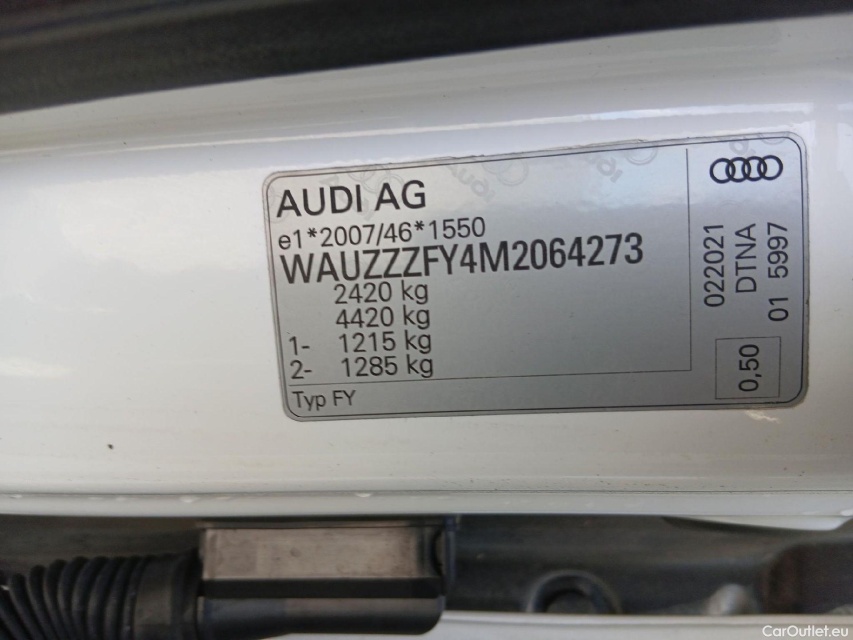 AUDI AG
e1*2007/46*1550
WAUZZZFY4M2064273
2420 kg
4420 kg
1- 1215 kg
2- 1285 kg
Typ FY
022021
DTNA
01 5997
0,50
CarOutlet.eu